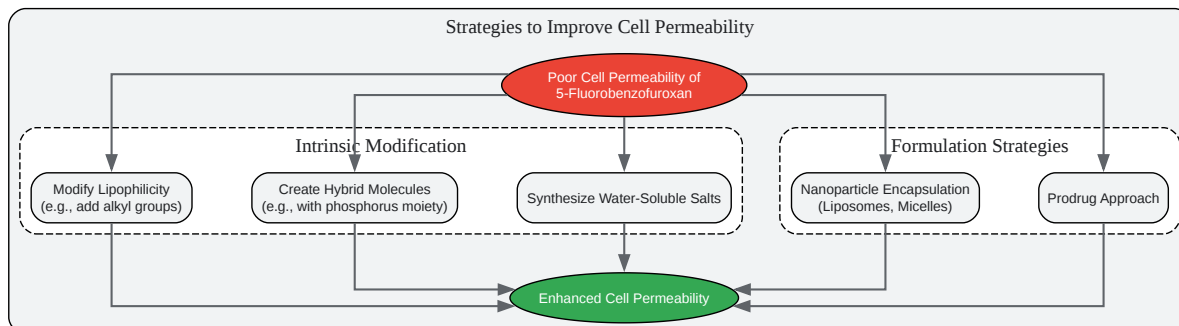 Strategies to Improve Cell Permeability
Poor Cell Permeability of
5-Fluorobenzofuroxan
Intrinsic Modification
Formulation Strategies
Modify Lipophilicity
(e.g., add alkyl groups)
Create Hybrid Molecules
(e.g., with phosphorus moiety)
Synthesize Water-Soluble Salts
Nanoparticle Encapsulation
(Liposomes, Micelles)
Prodrug Approach
Enhanced Cell Permeability